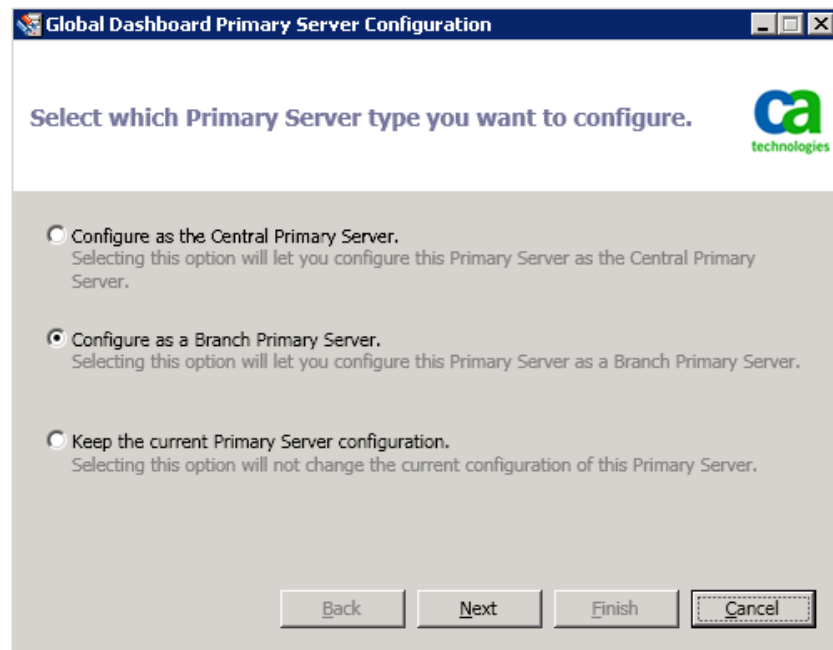 Global Dashboard Primary Server Configuration
Select which Primary Server type you want to configure.
ca
technologies
Configure as the Central Primary Server.
Selecting this option will let you configure this Primary Server as the Central Primary
Server.
Configure as a Branch Primary Server.
Selecting this option will let you configure this Primary Server as a Branch Primary Server.
Keep the current Primary Server configuration.
Selecting this option will not change the current configuration of this Primary Server.
Back Next Finish Cancel